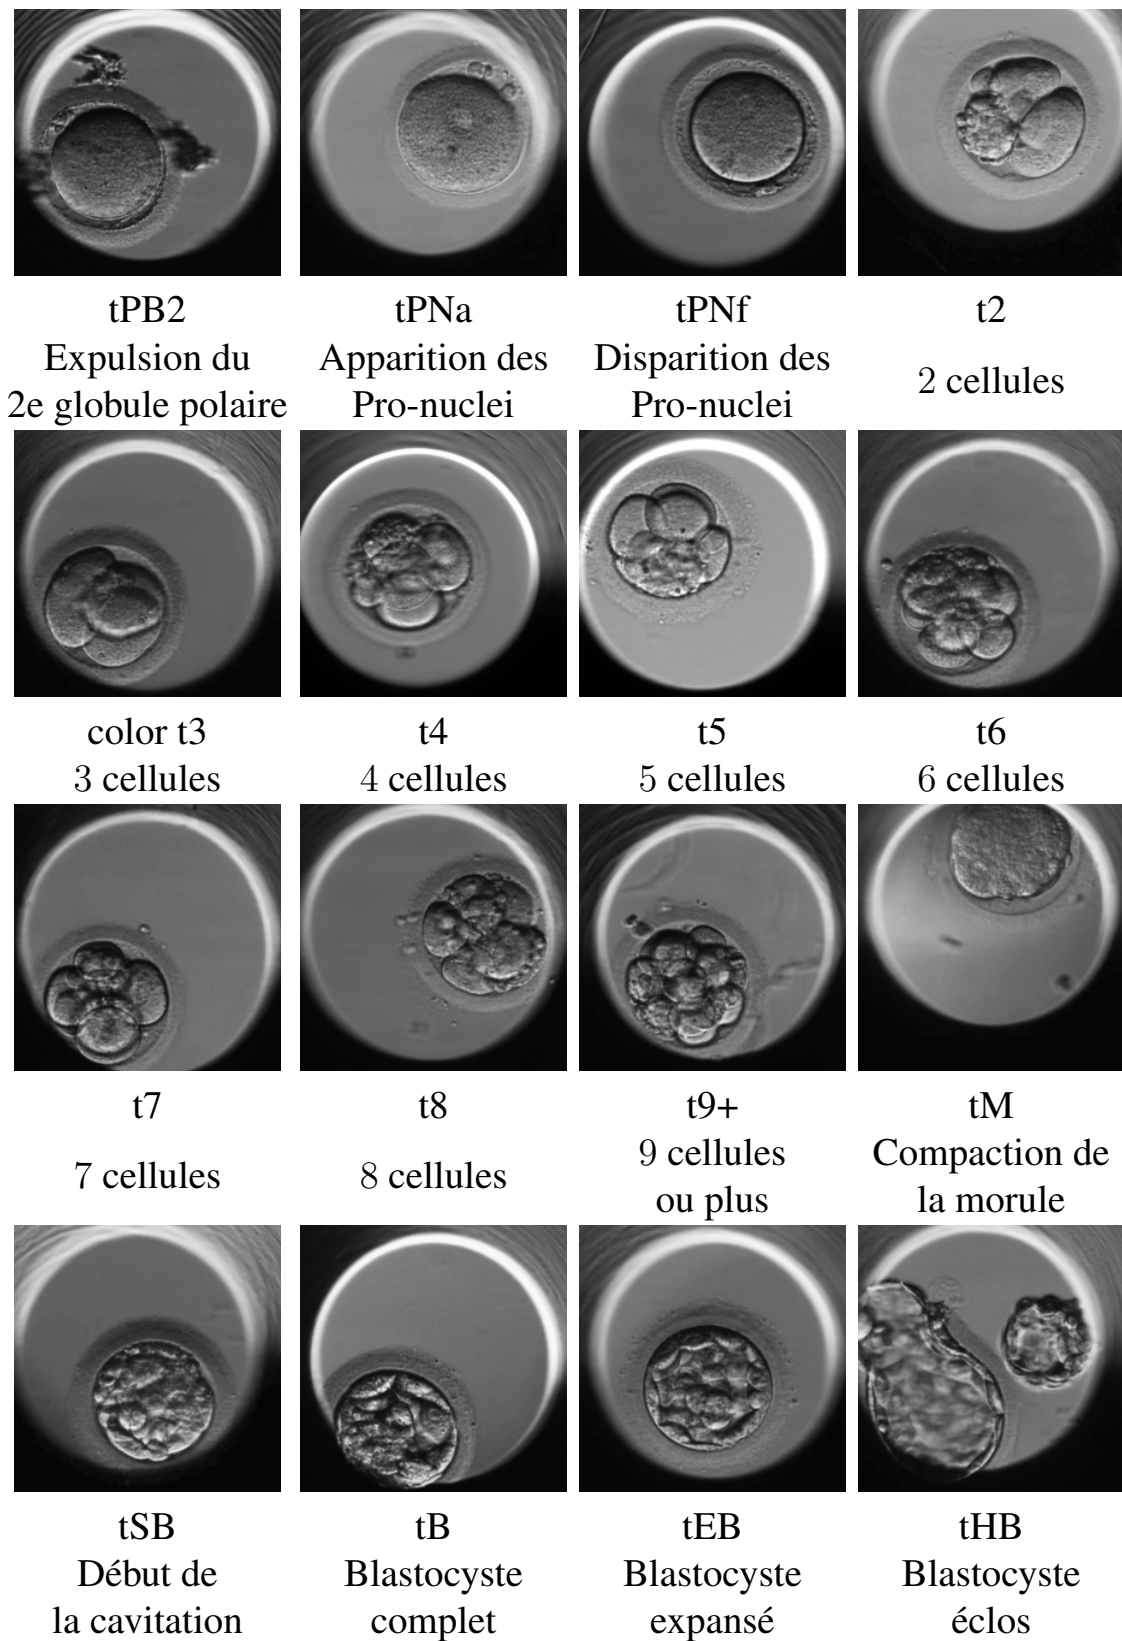 tPB2
Expulsion du
2e globule polaire
tPNa
Apparition des
Pro-nuclei
tPNf
Disparition des
Pro-nuclei
t2
2 cellules
color t3
3 cellules
t4
4 cellules
t5
5 cellules
t6
6 cellules
t7
7 cellules
t8
8 cellules
t9+
9 cellules
ou plus
tM
Compaction de
la morule
tSB
Début de
la cavitation
tB
Blastocyste
complet
tEB
Blastocyste
expansé
tHB
Blastocyste
éclos